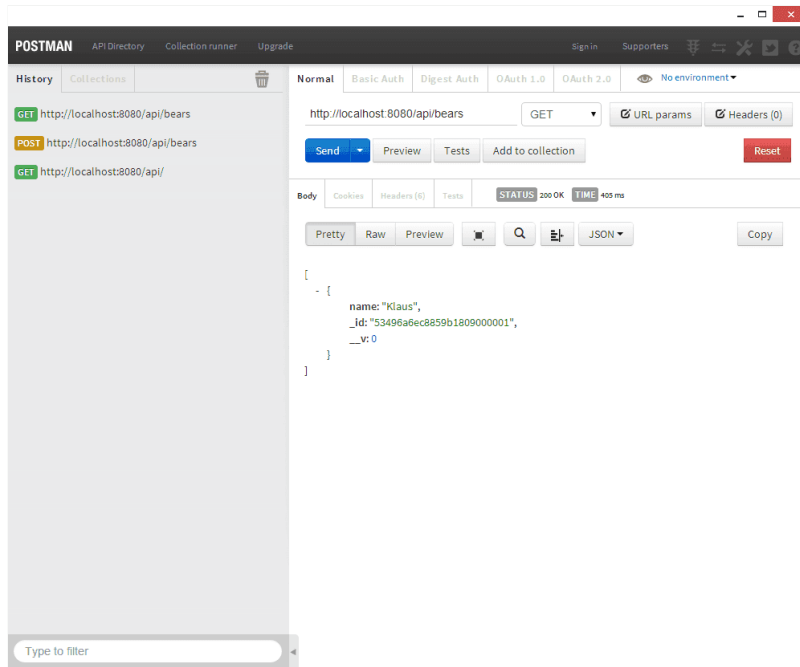 POSTMAN API Directory Collection runner Upgrade Sign in Supporters
History Collections
GET http://localhost:8080/api/bears
POST http://localhost:8080/api/bears
GET http://localhost:8080/api/
Type to filter
Normal Basic Auth Digest Auth OAuth 1.0 OAuth 2.0 No environment
http://localhost:8080/api/bears GET URL params Headers (0)
Send Preview Tests Add to collection Reset
Body Cookies Headers (6) Tests STATUS 200 OK TIME 405 ms
Pretty Raw Preview JSON Copy
[
- {
name: "Klaus",
_id: "53496a6ec8859b1809000001",
__v: 0
}
]